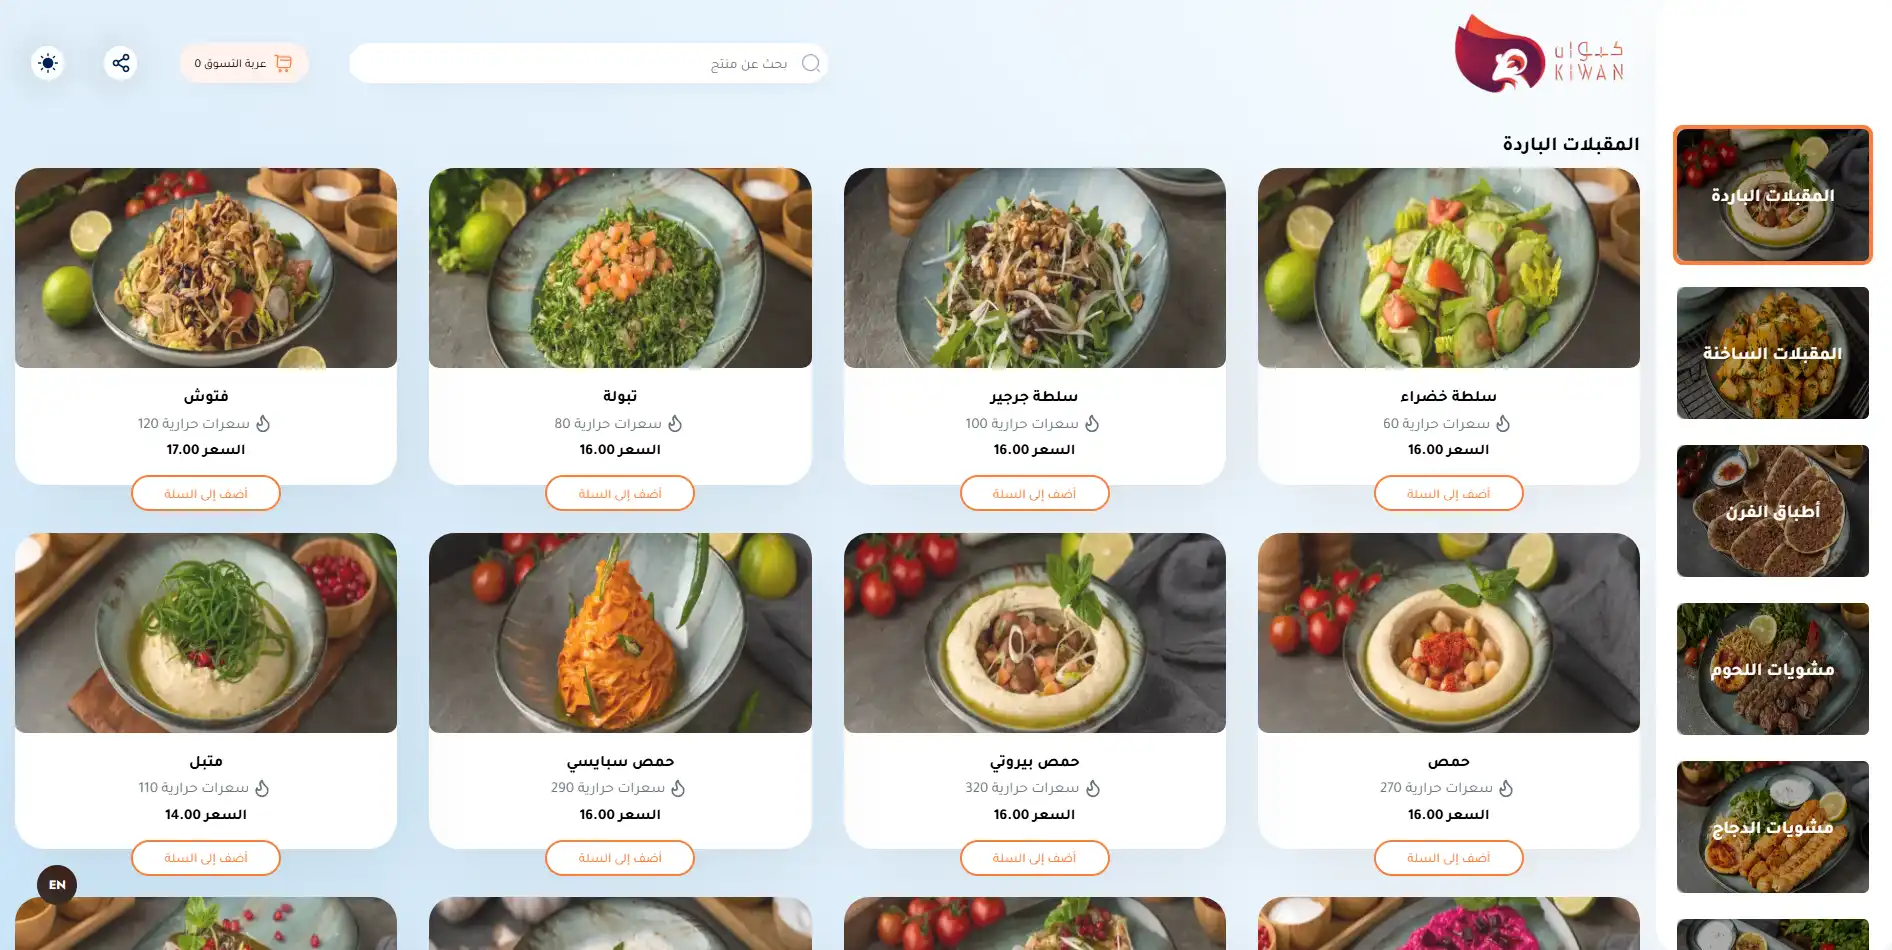 كيوان
KIWAN
بحث عن منتج
عربة التسوق 0
المقبلات الباردة
المقبلات الباردة
المقبلات الساخنة
أطباق الفرن
مشويات اللحوم
مشويات الدجاج
سلطة خضراء
سعرات حرارية 60
السعر 16.00
أضف إلى السلة
سلطة جرجير
سعرات حرارية 100
السعر 16.00
أضف إلى السلة
تبولة
سعرات حرارية 80
السعر 16.00
أضف إلى السلة
فتوش
سعرات حرارية 120
السعر 17.00
أضف إلى السلة
حمص
سعرات حرارية 270
السعر 16.00
أضف إلى السلة
حمص بيروتي
سعرات حرارية 320
السعر 16.00
أضف إلى السلة
حمص سبايسي
سعرات حرارية 290
السعر 16.00
أضف إلى السلة
متبل
سعرات حرارية 110
السعر 14.00
أضف إلى السلة
EN